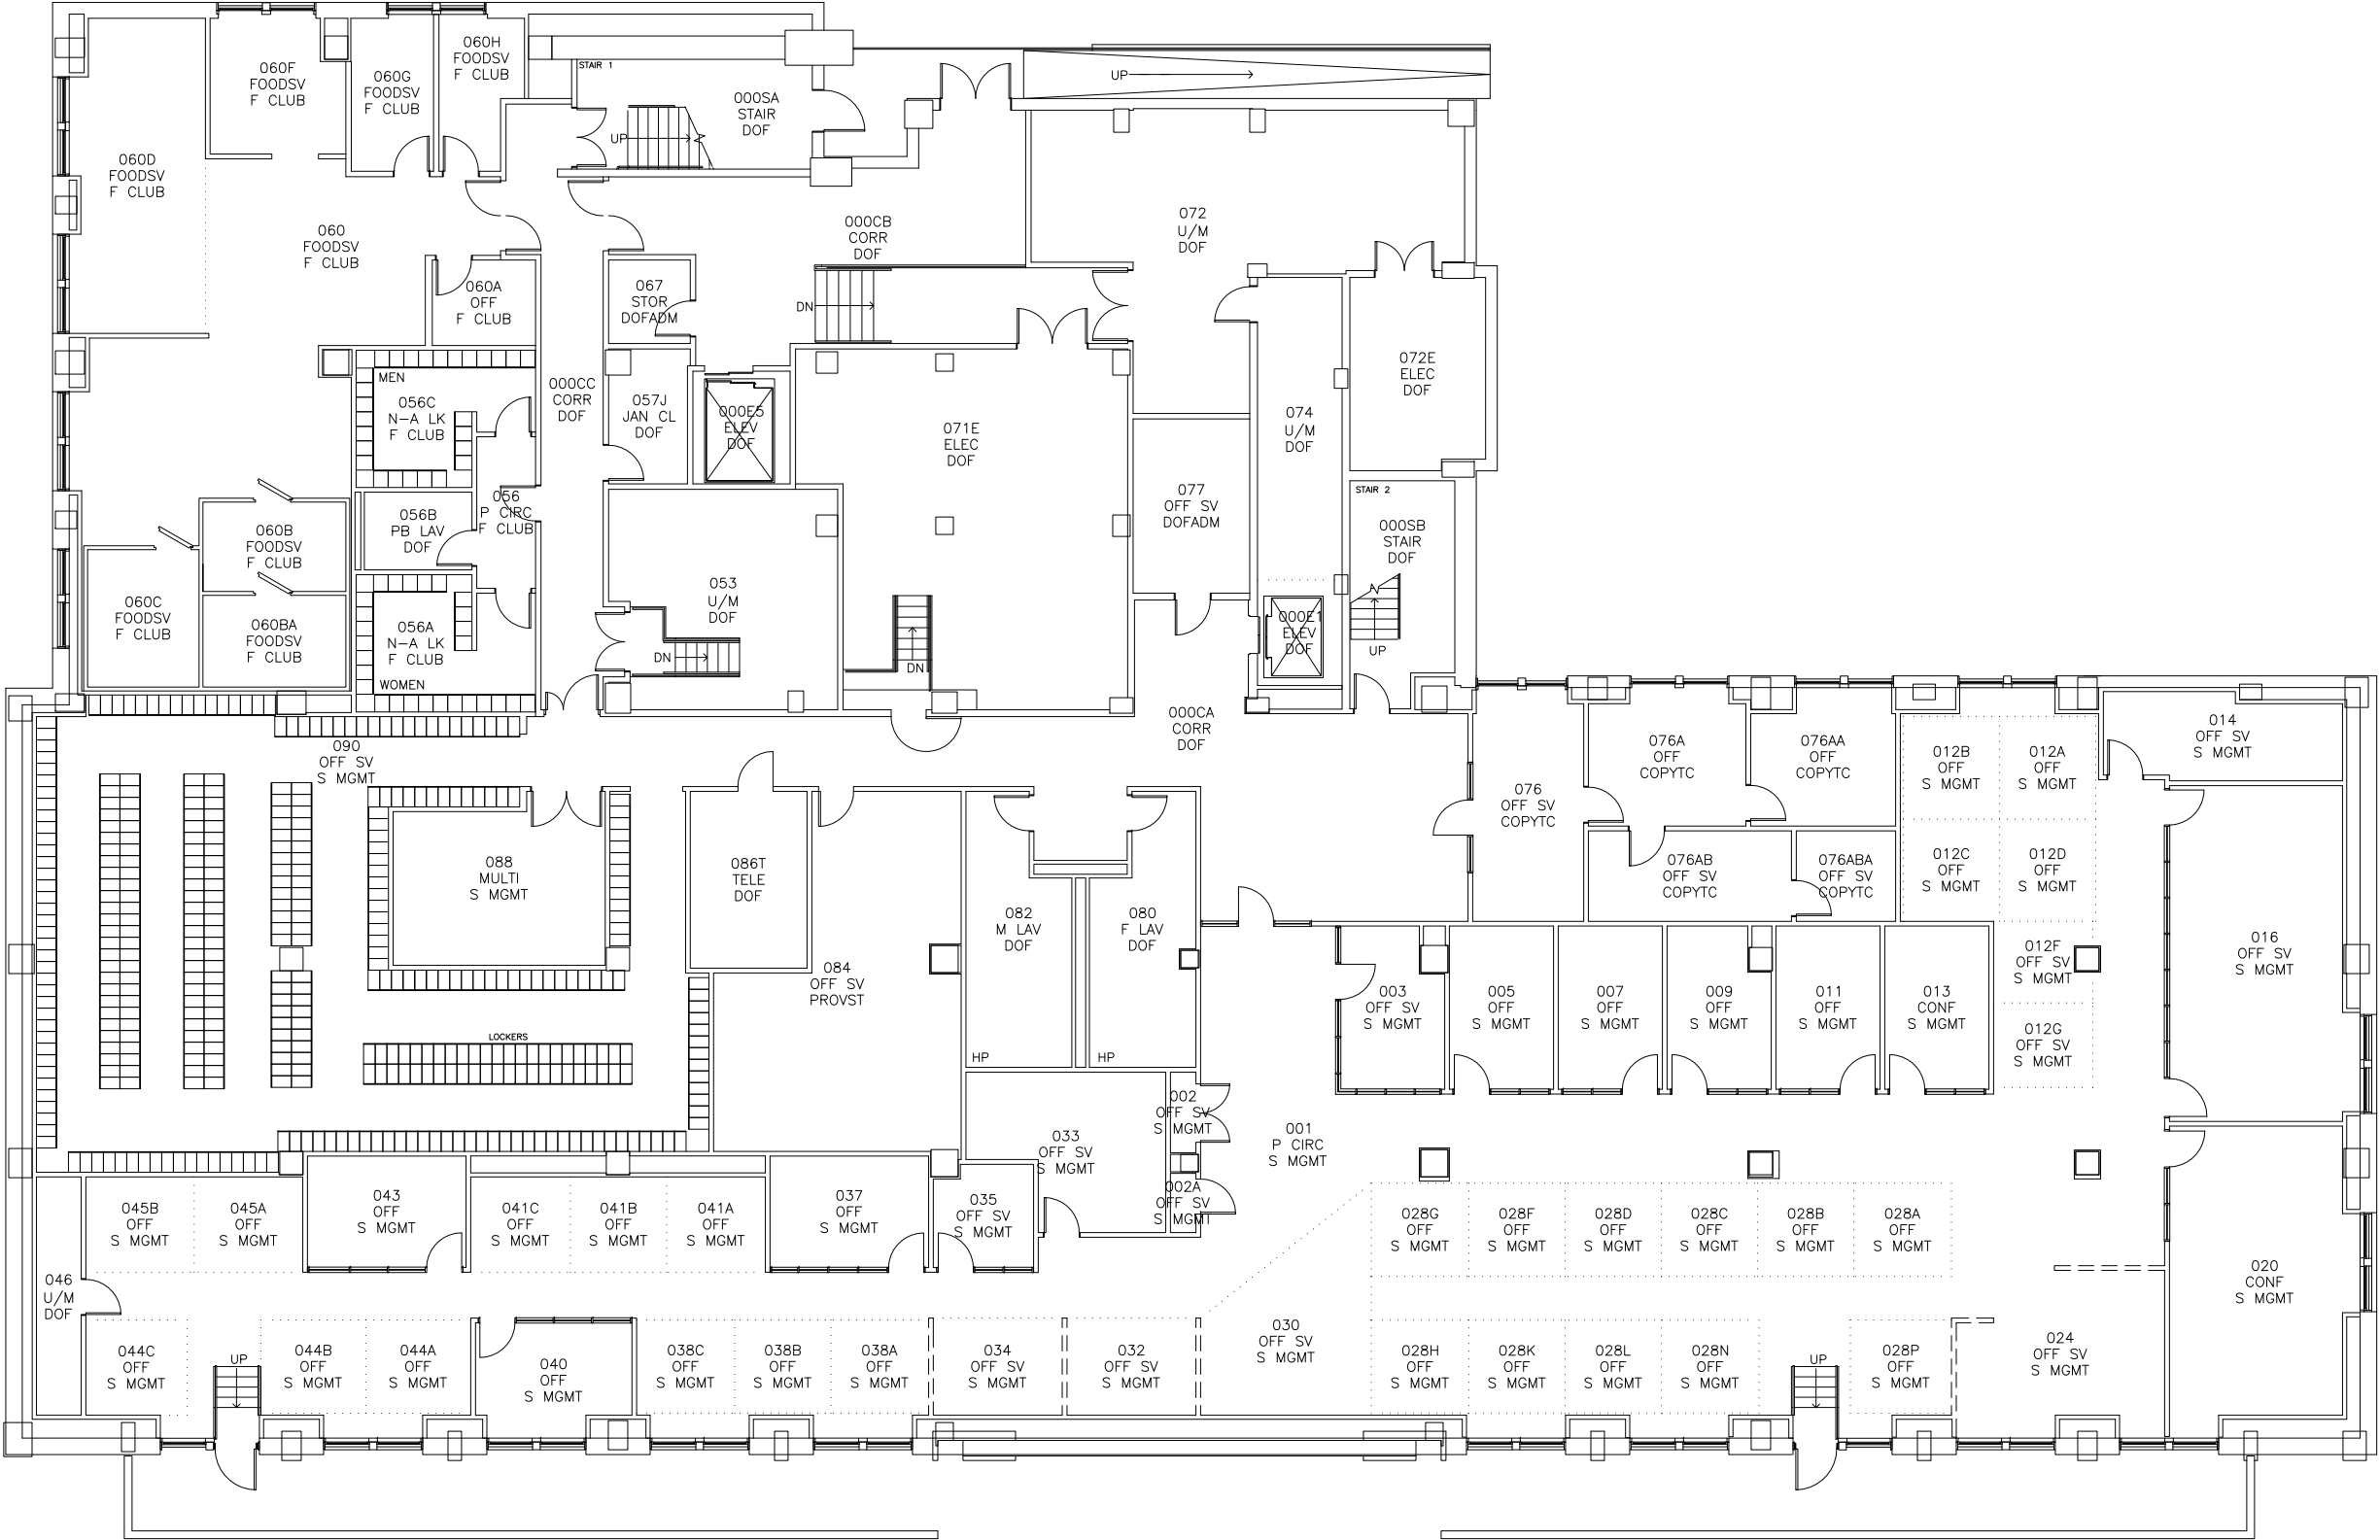 060H
FOODSV
F CLUB
060F
FOODSV
F CLUB
060G
FOODSV
F CLUB
STAIR 1
UP
000SA
STAIR
DOF
UP
060D
FOODSV
F CLUB
060
FOODSV
F CLUB
000CB
CORR
DOF
072
U/M
DOF
060A
OFF
F CLUB
067
STOR
DOFADM
DN
072E
ELEC
DOF
MEN
056C
N-A LK
F CLUB
000CC
CORR
DOF
057J
JAN CL
DOF
000E5
ELEV
DOF
071E
ELEC
DOF
074
U/M
DOF
077
OFF SV
DOFADM
STAIR 2
000SB
STAIR
DOF
UP
056
P CIRC
F CLUB
056B
PB LAV
DOF
060B
FOODSV
F CLUB
060C
FOODSV
F CLUB
060BA
FOODSV
F CLUB
056A
N-A LK
F CLUB
WOMEN
053
U/M
DOF
DN
DN
000E1
ELEV
DOF
000CA
CORR
DOF
090
OFF SV
S MGMT
076
OFF SV
COPYTC
076A
OFF
COPYTC
076AA
OFF
COPYTC
012B
OFF
S MGMT
012A
OFF
S MGMT
014
OFF SV
S MGMT
088
MULTI
S MGMT
086T
TELE
DOF
076AB
OFF SV
COPYTC
076ABA
OFF SV
COPYTC
012C
OFF
S MGMT
012D
OFF
S MGMT
082
M LAV
DOF
080
F LAV
DOF
084
OFF SV
PROVST
012F
OFF SV
S MGMT
016
OFF SV
S MGMT
003
OFF SV
S MGMT
005
OFF
S MGMT
007
OFF
S MGMT
009
OFF
S MGMT
011
OFF
S MGMT
013
CONF
S MGMT
012G
OFF SV
S MGMT
LOCKERS
HP
HP
002
OFF SV
S MGMT
033
OFF SV
S MGMT
001
P CIRC
S MGMT
002A
OFF SV
S MGMT
045B
OFF
S MGMT
045A
OFF
S MGMT
043
OFF
S MGMT
041C
OFF
S MGMT
041B
OFF
S MGMT
041A
OFF
S MGMT
037
OFF
S MGMT
035
OFF SV
S MGMT
028G
OFF
S MGMT
028F
OFF
S MGMT
028D
OFF
S MGMT
028C
OFF
S MGMT
028B
OFF
S MGMT
028A
OFF
S MGMT
046
U/M
DOF
020
CONF
S MGMT
044C
OFF
S MGMT
UP
044B
OFF
S MGMT
044A
OFF
S MGMT
040
OFF
S MGMT
038C
OFF
S MGMT
038B
OFF
S MGMT
038A
OFF
S MGMT
034
OFF SV
S MGMT
032
OFF SV
S MGMT
030
OFF SV
S MGMT
028H
OFF
S MGMT
028K
OFF
S MGMT
028L
OFF
S MGMT
028N
OFF
S MGMT
UP
028P
OFF
S MGMT
024
OFF SV
S MGMT